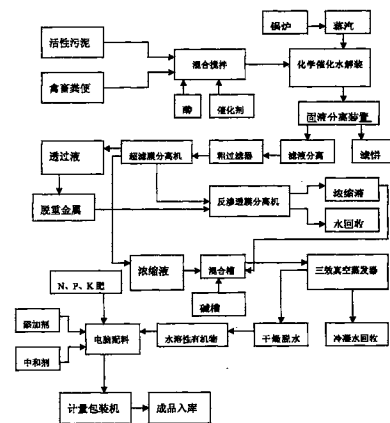 锅炉
蒸汽
活性污泥
混合搅拌
化学催化水解装
禽畜粪便
酸
催化剂
固液分离装置
透过液
超滤膜分离机
粗过滤器
滤液分离
滤饼
脱重金属
反渗透膜分离机
浓缩液
水回收
浓缩液
混合槽
三效真空蒸发器
N、P、K肥
碱槽
添加剂
电脑配料
水溶性有机物
干燥脱水
冷凝水回收
中和剂
计量包装机
成品入库